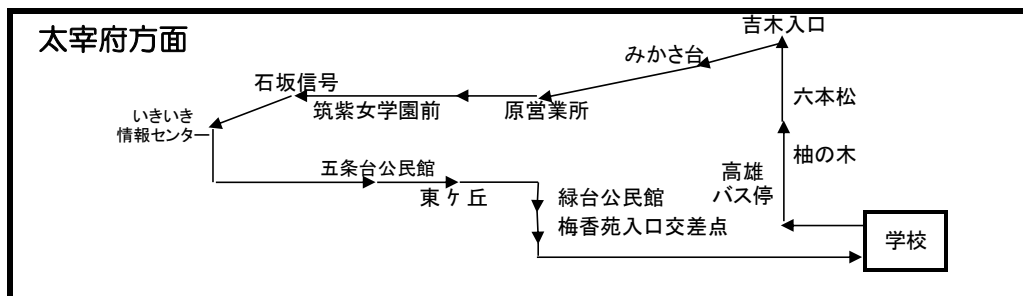 太宰府方面
吉木入口
みかさ台
石坂信号
六本松
筑紫女学園前
原営業所
いきいき
情報センター
柚の木
五条台公民館
高雄
バス停
東ヶ丘
緑台公民館
梅香苑入口交差点
学校